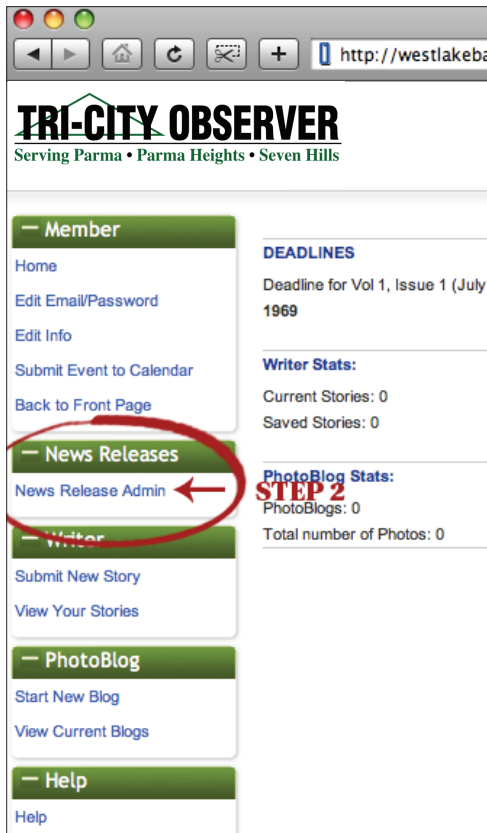 http://westlakeba
TRI-CITY OBSERVER
Serving Parma • Parma Heights • Seven Hills
Member
Home
Edit Email/Password
Edit Info
Submit Event to Calendar
Back to Front Page
News Releases
News Release Admin
STEP 2
Writer
Submit New Story
View Your Stories
PhotoBlog
Start New Blog
View Current Blogs
Help
Help
DEADLINES
Deadline for Vol 1, Issue 1 (July
1969
Writer Stats:
Current Stories: 0
Saved Stories: 0
PhotoBlog Stats:
PhotoBlogs: 0
Total number of Photos: 0